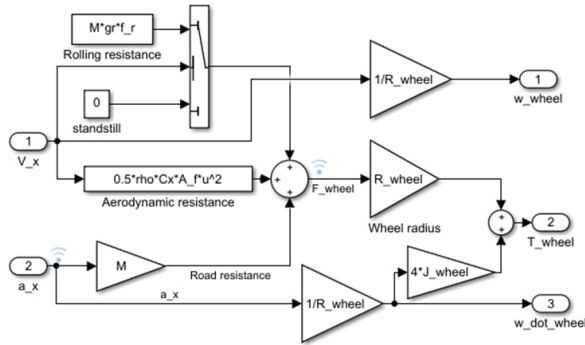 M*gr*f_r
Rolling resistance
0
standstill
1/R_wheel
1
w_wheel
1
V_x
0.5*rho*Cx*A_f*u^2
Aerodynamic resistance
+
+
+
F_wheel
R_wheel
Wheel radius
+
+
2
T_wheel
2
a_x
M
Road resistance
4*J_wheel
a_x
1/R_wheel
3
w_dot_wheel